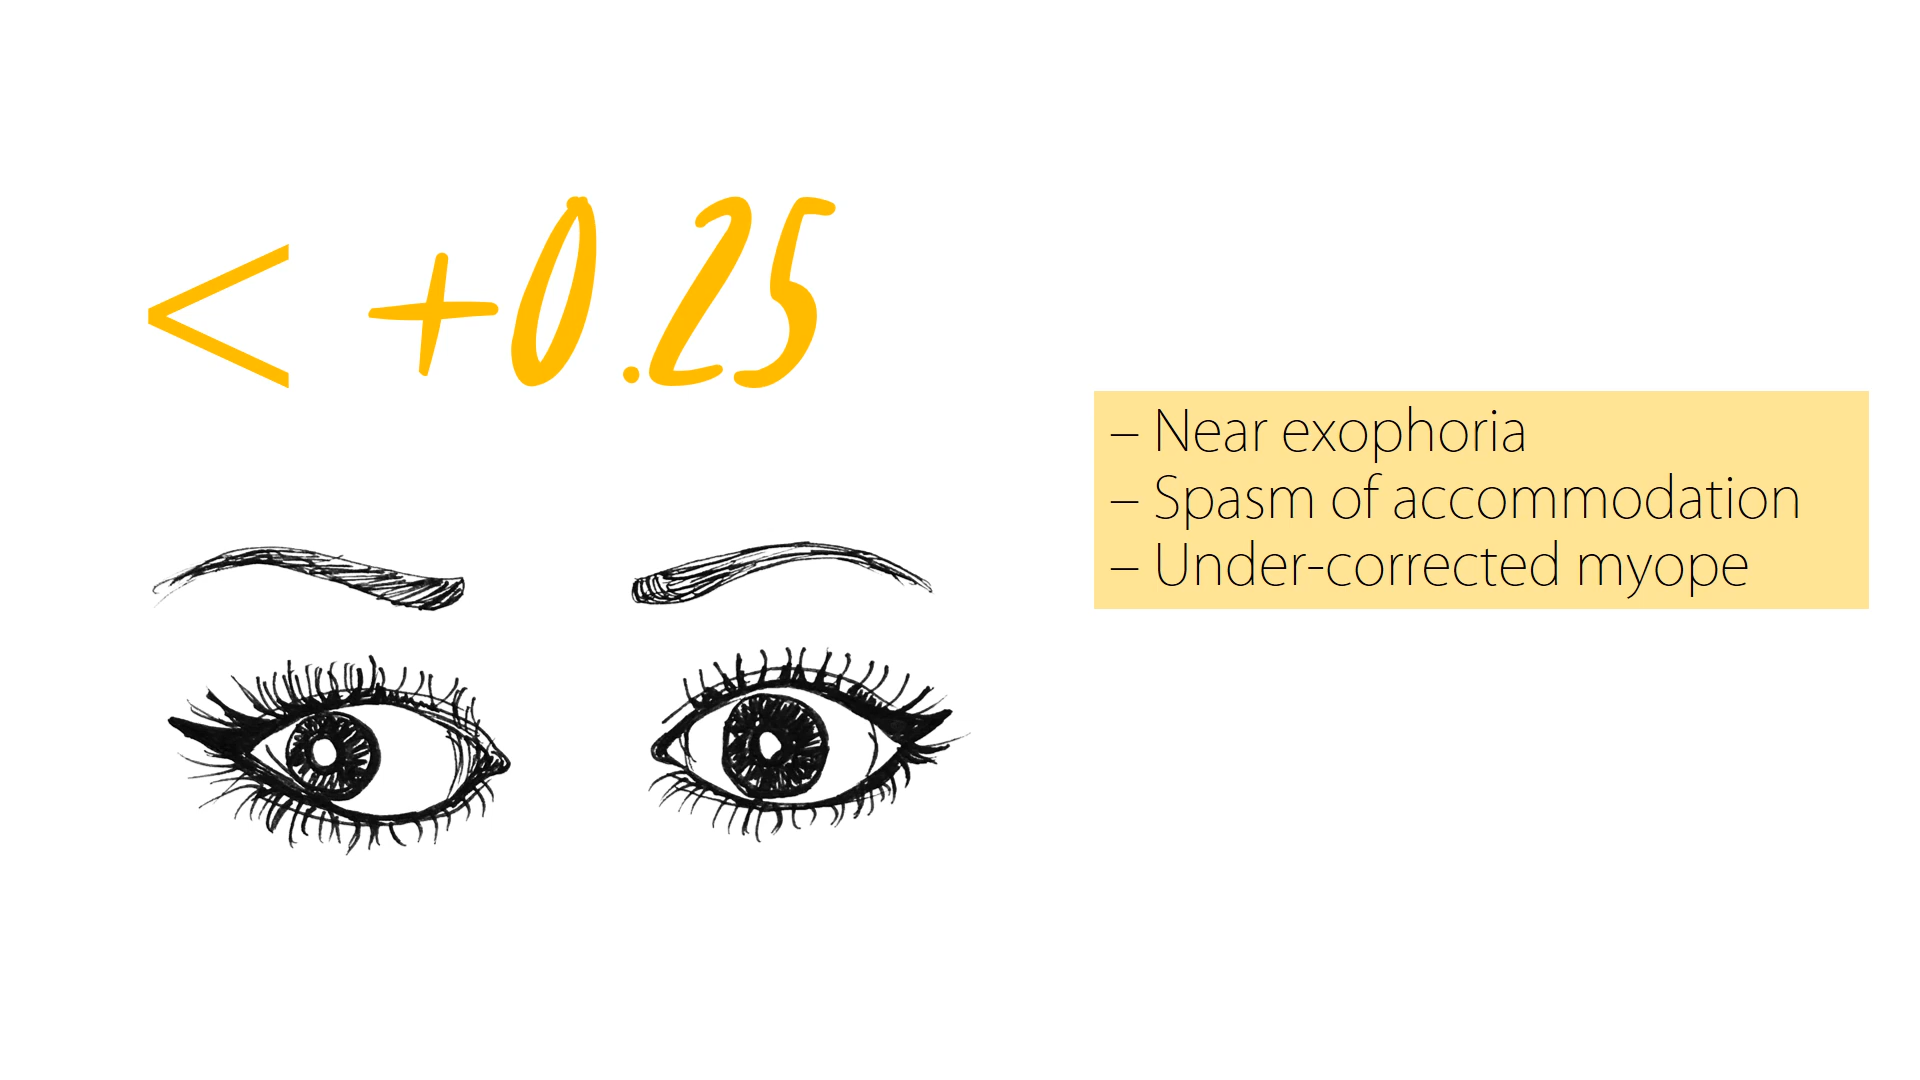 < +0.25
– Near exophoria
– Spasm of accommodation
– Under-corrected myope